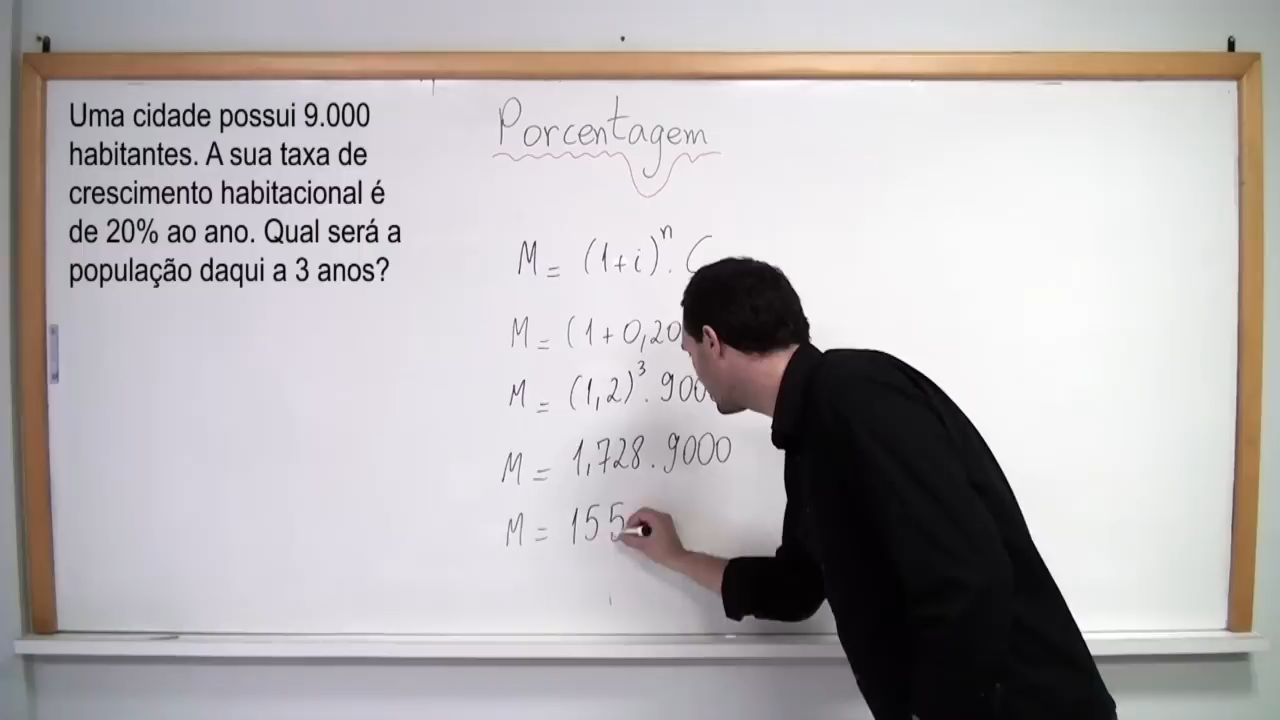 Uma cidade possui 9.000
habitantes. A sua taxa de
crescimento habitacional é
de 20% ao ano. Qual será a
população daqui a 3 anos?
Porcentagem
M = (1+i)ⁿ. C
M = (1+0,20
M = (1,2)³. 900
M = 1,728.9000
M = 155